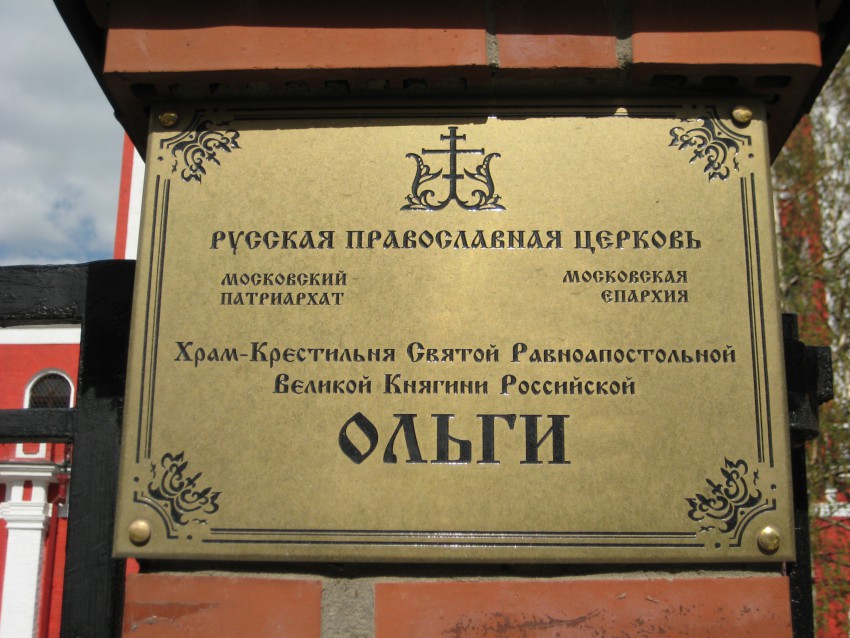 РУССКАЯ ПРАВОСЛАВНАЯ ЦЕРКОВЬ
МОСКОВСКИЙ
ПАТРИАРХАТ
МОСКОВСКАЯ
ЕПАРХИЯ
Храм-Крестильня Святой Равноапостольной
Великой Княгини Российской
ОЛЬГИ